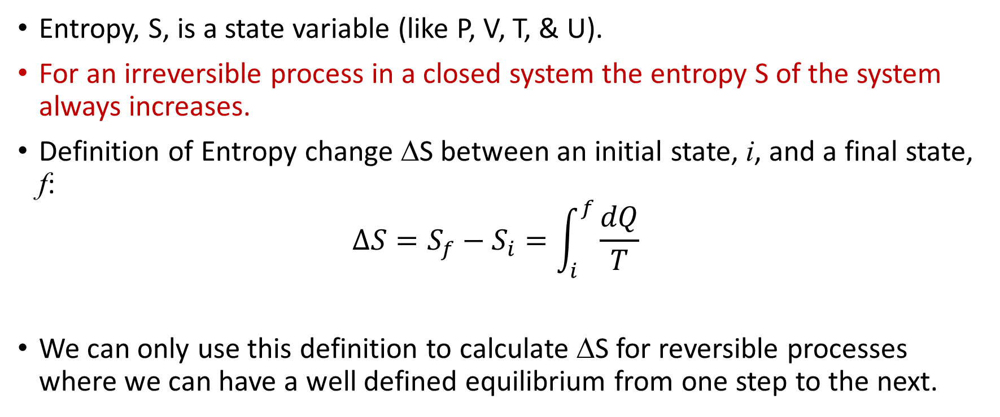 • Entropy, S, is a state variable (like P, V, T, & U).
• For an irreversible process in a closed system the entropy S of the system
always increases.
• Definition of Entropy change ΔS between an initial state, i, and a final state,
f:
ΔS = S_f − S_i = ∫_i^f dQ/T
• We can only use this definition to calculate ΔS for reversible processes
where we can have a well defined equilibrium from one step to the next.